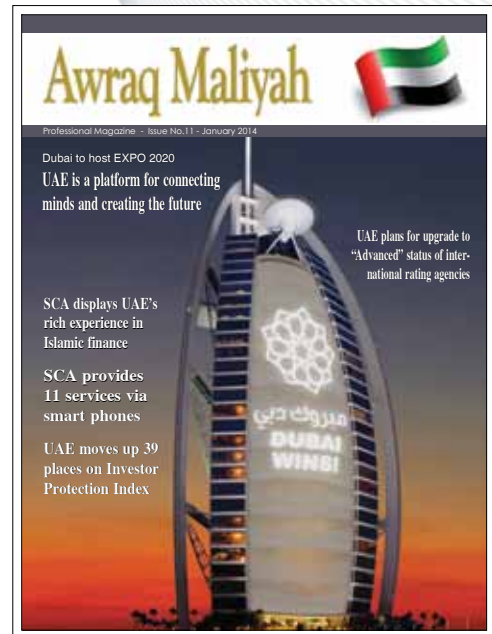 Awraq Maliyah
Professional Magazine - Issue No.11 - January 2014
Dubai to host EXPO 2020
UAE is a platform for connecting
minds and creating the future
UAE plans for upgrade to
“Advanced” status of inter-
national rating agencies
SCA displays UAE's
rich experience in
Islamic finance
SCA provides
11 services via
smart phones
UAE moves up 39
places on Investor
Protection Index
مبروك دبي
DUBAI
WINS!